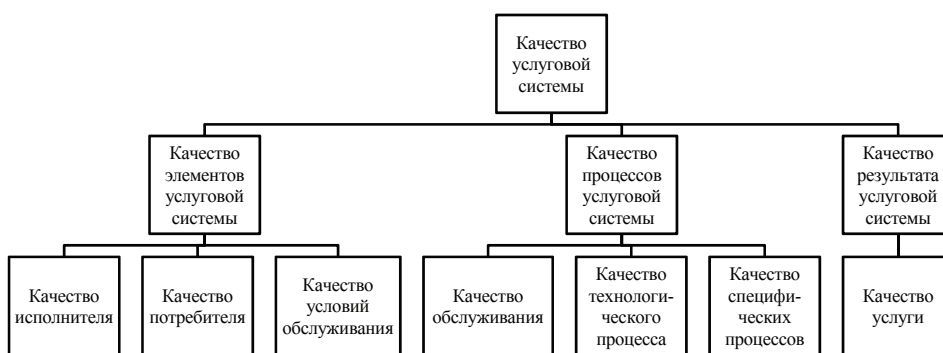 Качество
услуговой
системы
Качество
элементов
услуговой
системы
Качество
процессов
услуговой
системы
Качество
результата
услуговой
системы
Качество
исполнителя
Качество
потребителя
Качество
условий
обслуживания
Качество
обслуживания
Качество
технологи-
ческого
процесса
Качество
специфи-
ческих
процессов
Качество
услуги